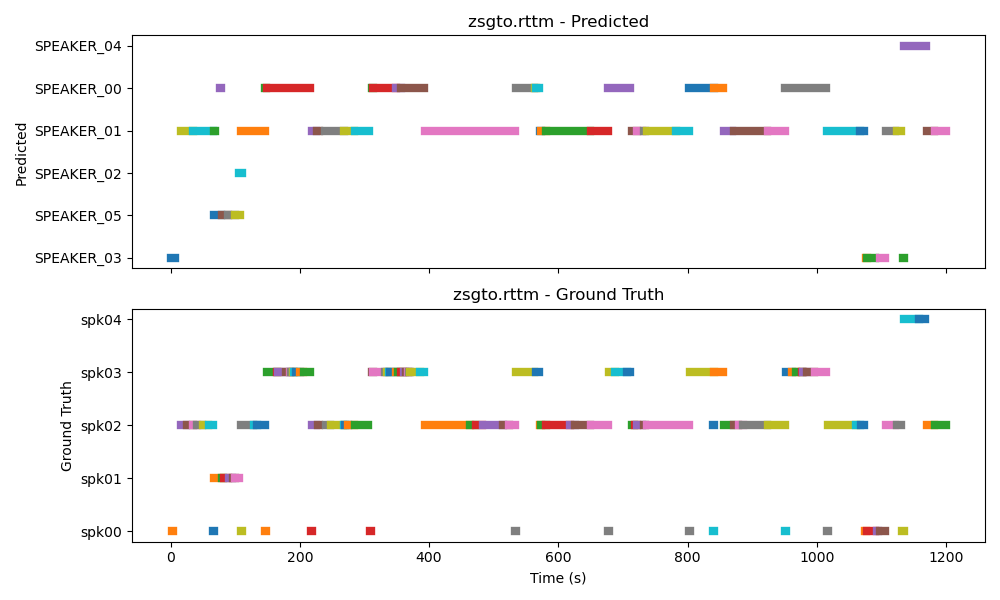 zsgto.rttm - Predicted
Predicted
SPEAKER_04
SPEAKER_00
SPEAKER_01
SPEAKER_02
SPEAKER_05
SPEAKER_03
zsgto.rttm - Ground Truth
Ground Truth
spk04
spk03
spk02
spk01
spk00
0 200 400 600 800 1000 1200
Time (s)